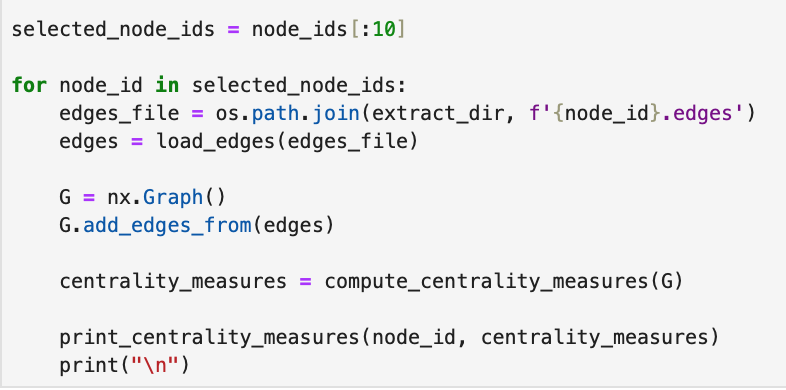 selected_node_ids = node_ids[:10]

for node_id in selected_node_ids:
    edges_file = os.path.join(extract_dir, f'{node_id}.edges')
    edges = load_edges(edges_file)

    G = nx.Graph()
    G.add_edges_from(edges)

    centrality_measures = compute_centrality_measures(G)

    print_centrality_measures(node_id, centrality_measures)
    print("\n")